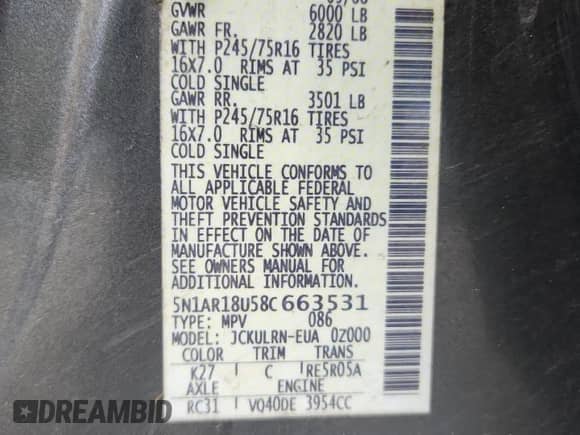 GVWR 6000 LB
GAWR FR. 2820 LB
WITH P245/75R16 TIRES
16X7.0 RIMS AT 35 PSI
COLD SINGLE
GAWR RR. 3501 LB
WITH P245/75R16 TIRES
16X7.0 RIMS AT 35 PSI
COLD SINGLE
THIS VEHICLE CONFORMS TO
ALL APPLICABLE FEDERAL
MOTOR VEHICLE SAFETY AND
THEFT PREVENTION STANDARDS
IN EFFECT ON THE DATE OF
MANUFACTURE SHOWN ABOVE.
SEE OWNERS MANUAL FOR
ADDITIONAL INFORMATION.
5N1AR18U58C663531
TYPE: MPV 086
MODEL: JCKULRN-EUA 0Z000
COLOR TRIM TRANS
K27 C RE5R05A
AXLE ENGINE
RC31 VQ40DE 3954CC
DEALERS AUCTION
.COM